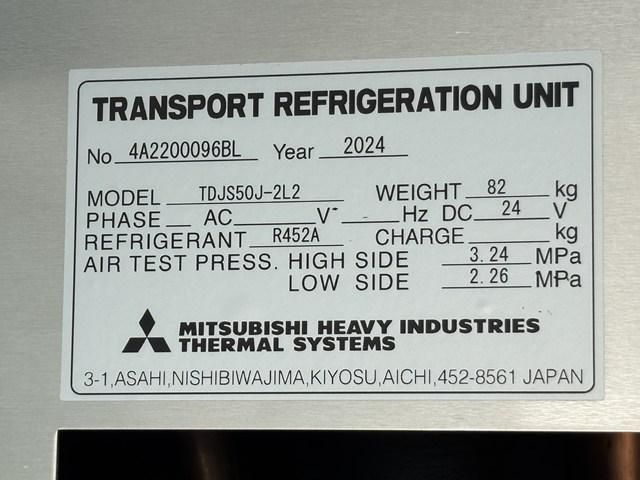 TRANSPORT REFRIGERATION UNIT
No 4A2200096BL Year 2024
MODEL TDJS50J-2L2 WEIGHT 82 kg
PHASE AC V Hz DC 24 V
REFRIGERANT R452A CHARGE kg
AIR TEST PRESS. HIGH SIDE 3.24 MPa
LOW SIDE 2.26 MPa
MITSUBISHI HEAVY INDUSTRIES
THERMAL SYSTEMS
3-1,ASAHI,NISHIBIWAJIMA,KIYOSU,AICHI,452-8561 JAPAN